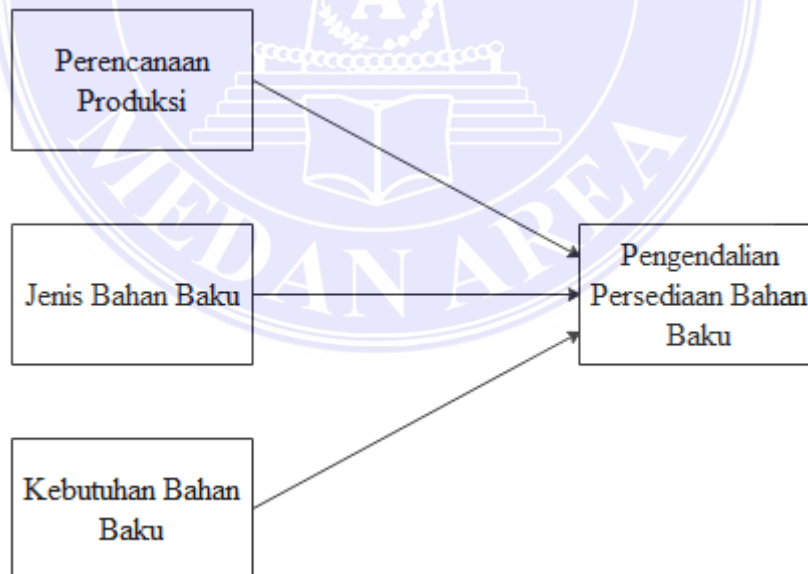 Perencanaan
Produksi
Jenis Bahan Baku
Pengendalian
Persediaan Bahan
Baku
Kebutuhan Bahan
Baku
MEDAN AREA
A